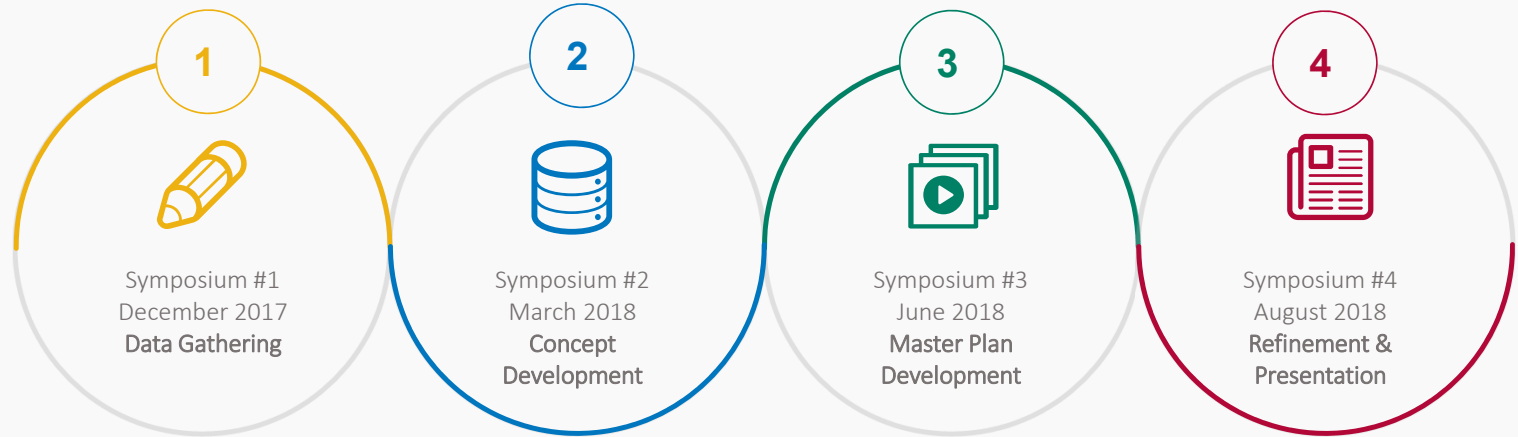 1
Symposium #1
December 2017
Data Gathering
2
Symposium #2
March 2018
Concept
Development
3
Symposium #3
June 2018
Master Plan
Development
4
Symposium #4
August 2018
Refinement &
Presentation